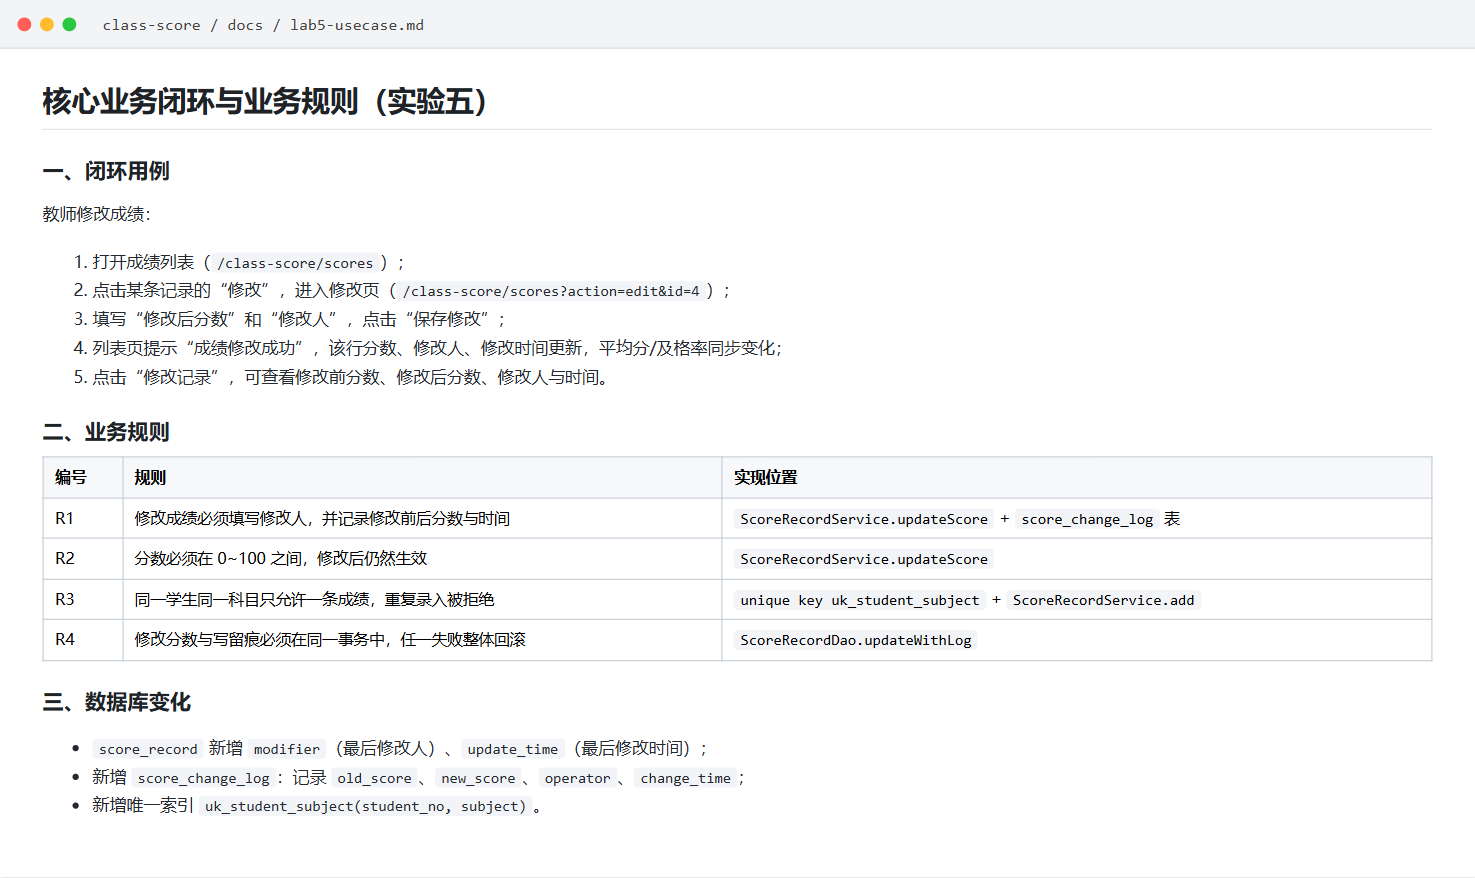 class-score / docs / lab5-usecase.md
核心业务闭环与业务规则（实验五）
一、闭环用例
教师修改成绩：
1. 打开成绩列表（ /class-score/scores ）；
2. 点击某条记录的“修改”，进入修改页（ /class-score/scores?action=edit&id=4 ）；
3. 填写“修改后分数”和“修改人”，点击“保存修改”；
4. 列表页提示“成绩修改成功”，该行分数、修改人、修改时间更新，平均分/及格率同步变化；
5. 点击“修改记录”，可查看修改前分数、修改后分数、修改人与时间。
二、业务规则
编号 规则 实现位置
R1 修改成绩必须填写修改人，并记录修改前后分数与时间 ScoreRecordService.updateScore + score_change_log 表
R2 分数必须在 0~100 之间，修改后仍然生效 ScoreRecordService.updateScore
R3 同一学生同一科目只允许一条成绩，重复录入被拒绝 unique key uk_student_subject + ScoreRecordService.add
R4 修改分数与写留痕必须在同一事务中，任一失败整体回滚 ScoreRecordDao.updateWithLog
三、数据库变化
• score_record 新增 modifier （最后修改人）、 update_time （最后修改时间）；
• 新增 score_change_log ：记录 old_score 、 new_score 、 operator 、 change_time ；
• 新增唯一索引 uk_student_subject(student_no, subject) 。